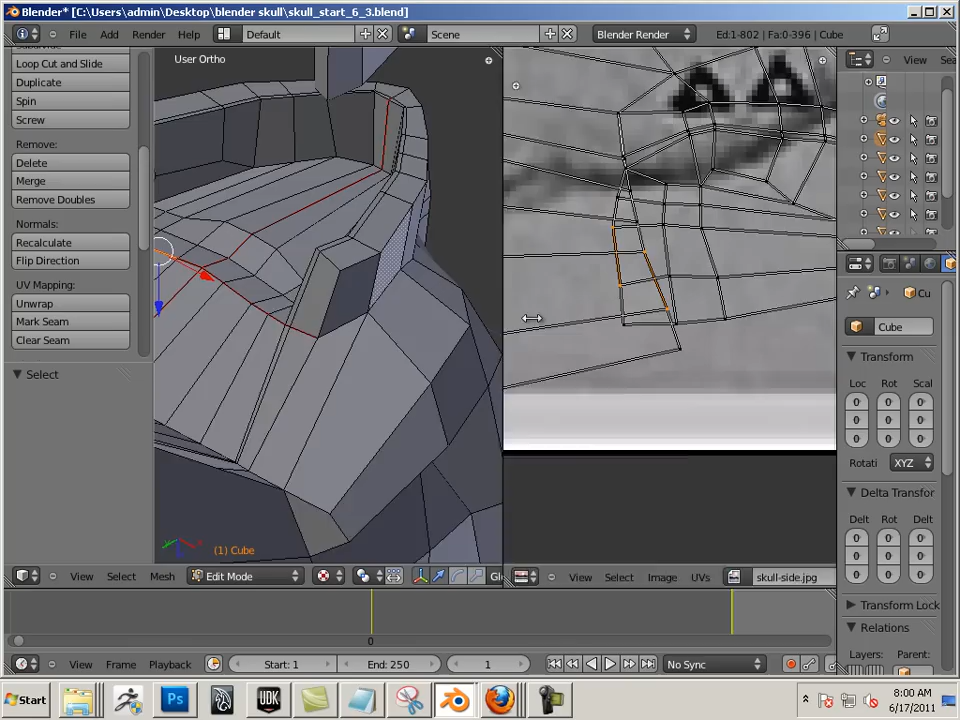 Blender* [C:\Users\admin\Desktop\blender skull\skull_start_6_3.blend]
File Add Render Help Default Scene Blender Render Ed:1-802 | Fa:0-396 | Cube
Loop Cut and Slide
Duplicate
Spin
Screw
Remove:
Delete
Merge
Remove Doubles
Normals:
Recalculate
Flip Direction
UV Mapping:
Unwrap
Mark Seam
Clear Seam
Select
User Ortho
(1) Cube
View Select Mesh Edit Mode
View Select Image UVs skull-side.jpg
View
Cu
Cube
Transform
Loc Rot Scal
0 0 0
0 0 0
0 0 0
Rotati XYZ
Delta Transfor
Delt Rot Delt
0 0 0
0 0 0
0 0 0
Transform Lock
Relations
Layers: Parent:
0
View Frame Playback Start: 1 End: 250 1 No Sync
Start Ps UDK 8:00 AM
6/17/2011